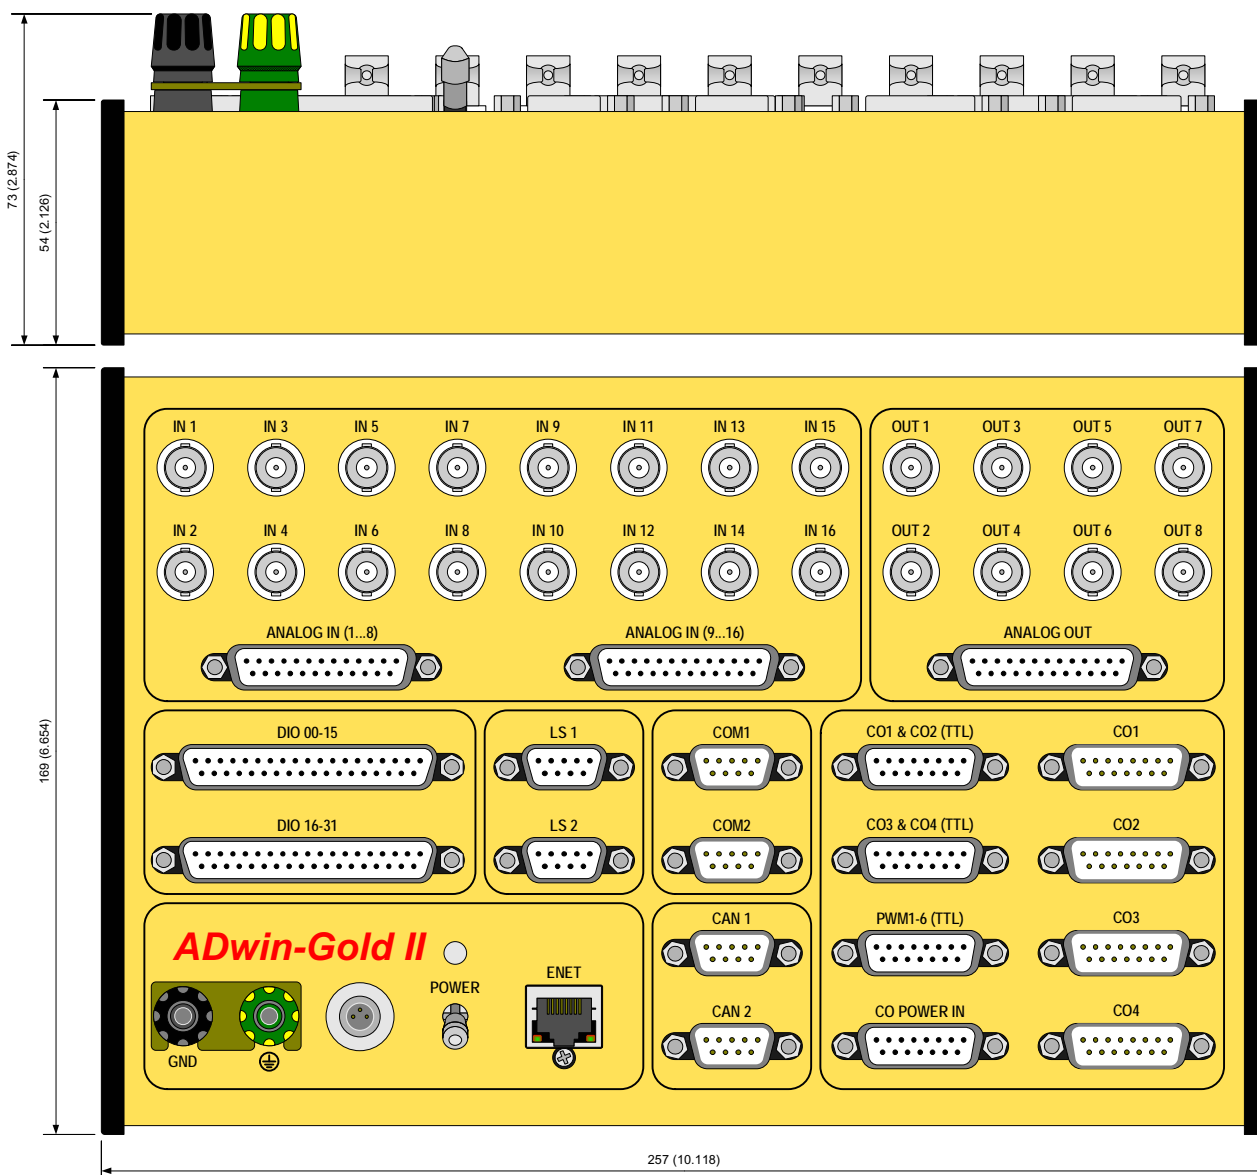 73 (2.874)
54 (2.126)
169 (6.654)
IN 1 IN 3 IN 5 IN 7 IN 9 IN 11 IN 13 IN 15 OUT 1 OUT 3 OUT 5 OUT 7
IN 2 IN 4 IN 6 IN 8 IN 10 IN 12 IN 14 IN 16 OUT 2 OUT 4 OUT 6 OUT 8
ANALOG IN (1...8) ANALOG IN (9...16) ANALOG OUT
DIO 00-15 LS 1 COM1 CO1 & CO2 (TTL) CO1
DIO 16-31 LS 2 COM2 CO3 & CO4 (TTL) CO2
CAN 1 PWM1-6 (TTL) CO3
ADwin-Gold II
POWER ENET
CAN 2 CO POWER IN CO4
GND
257 (10.118)